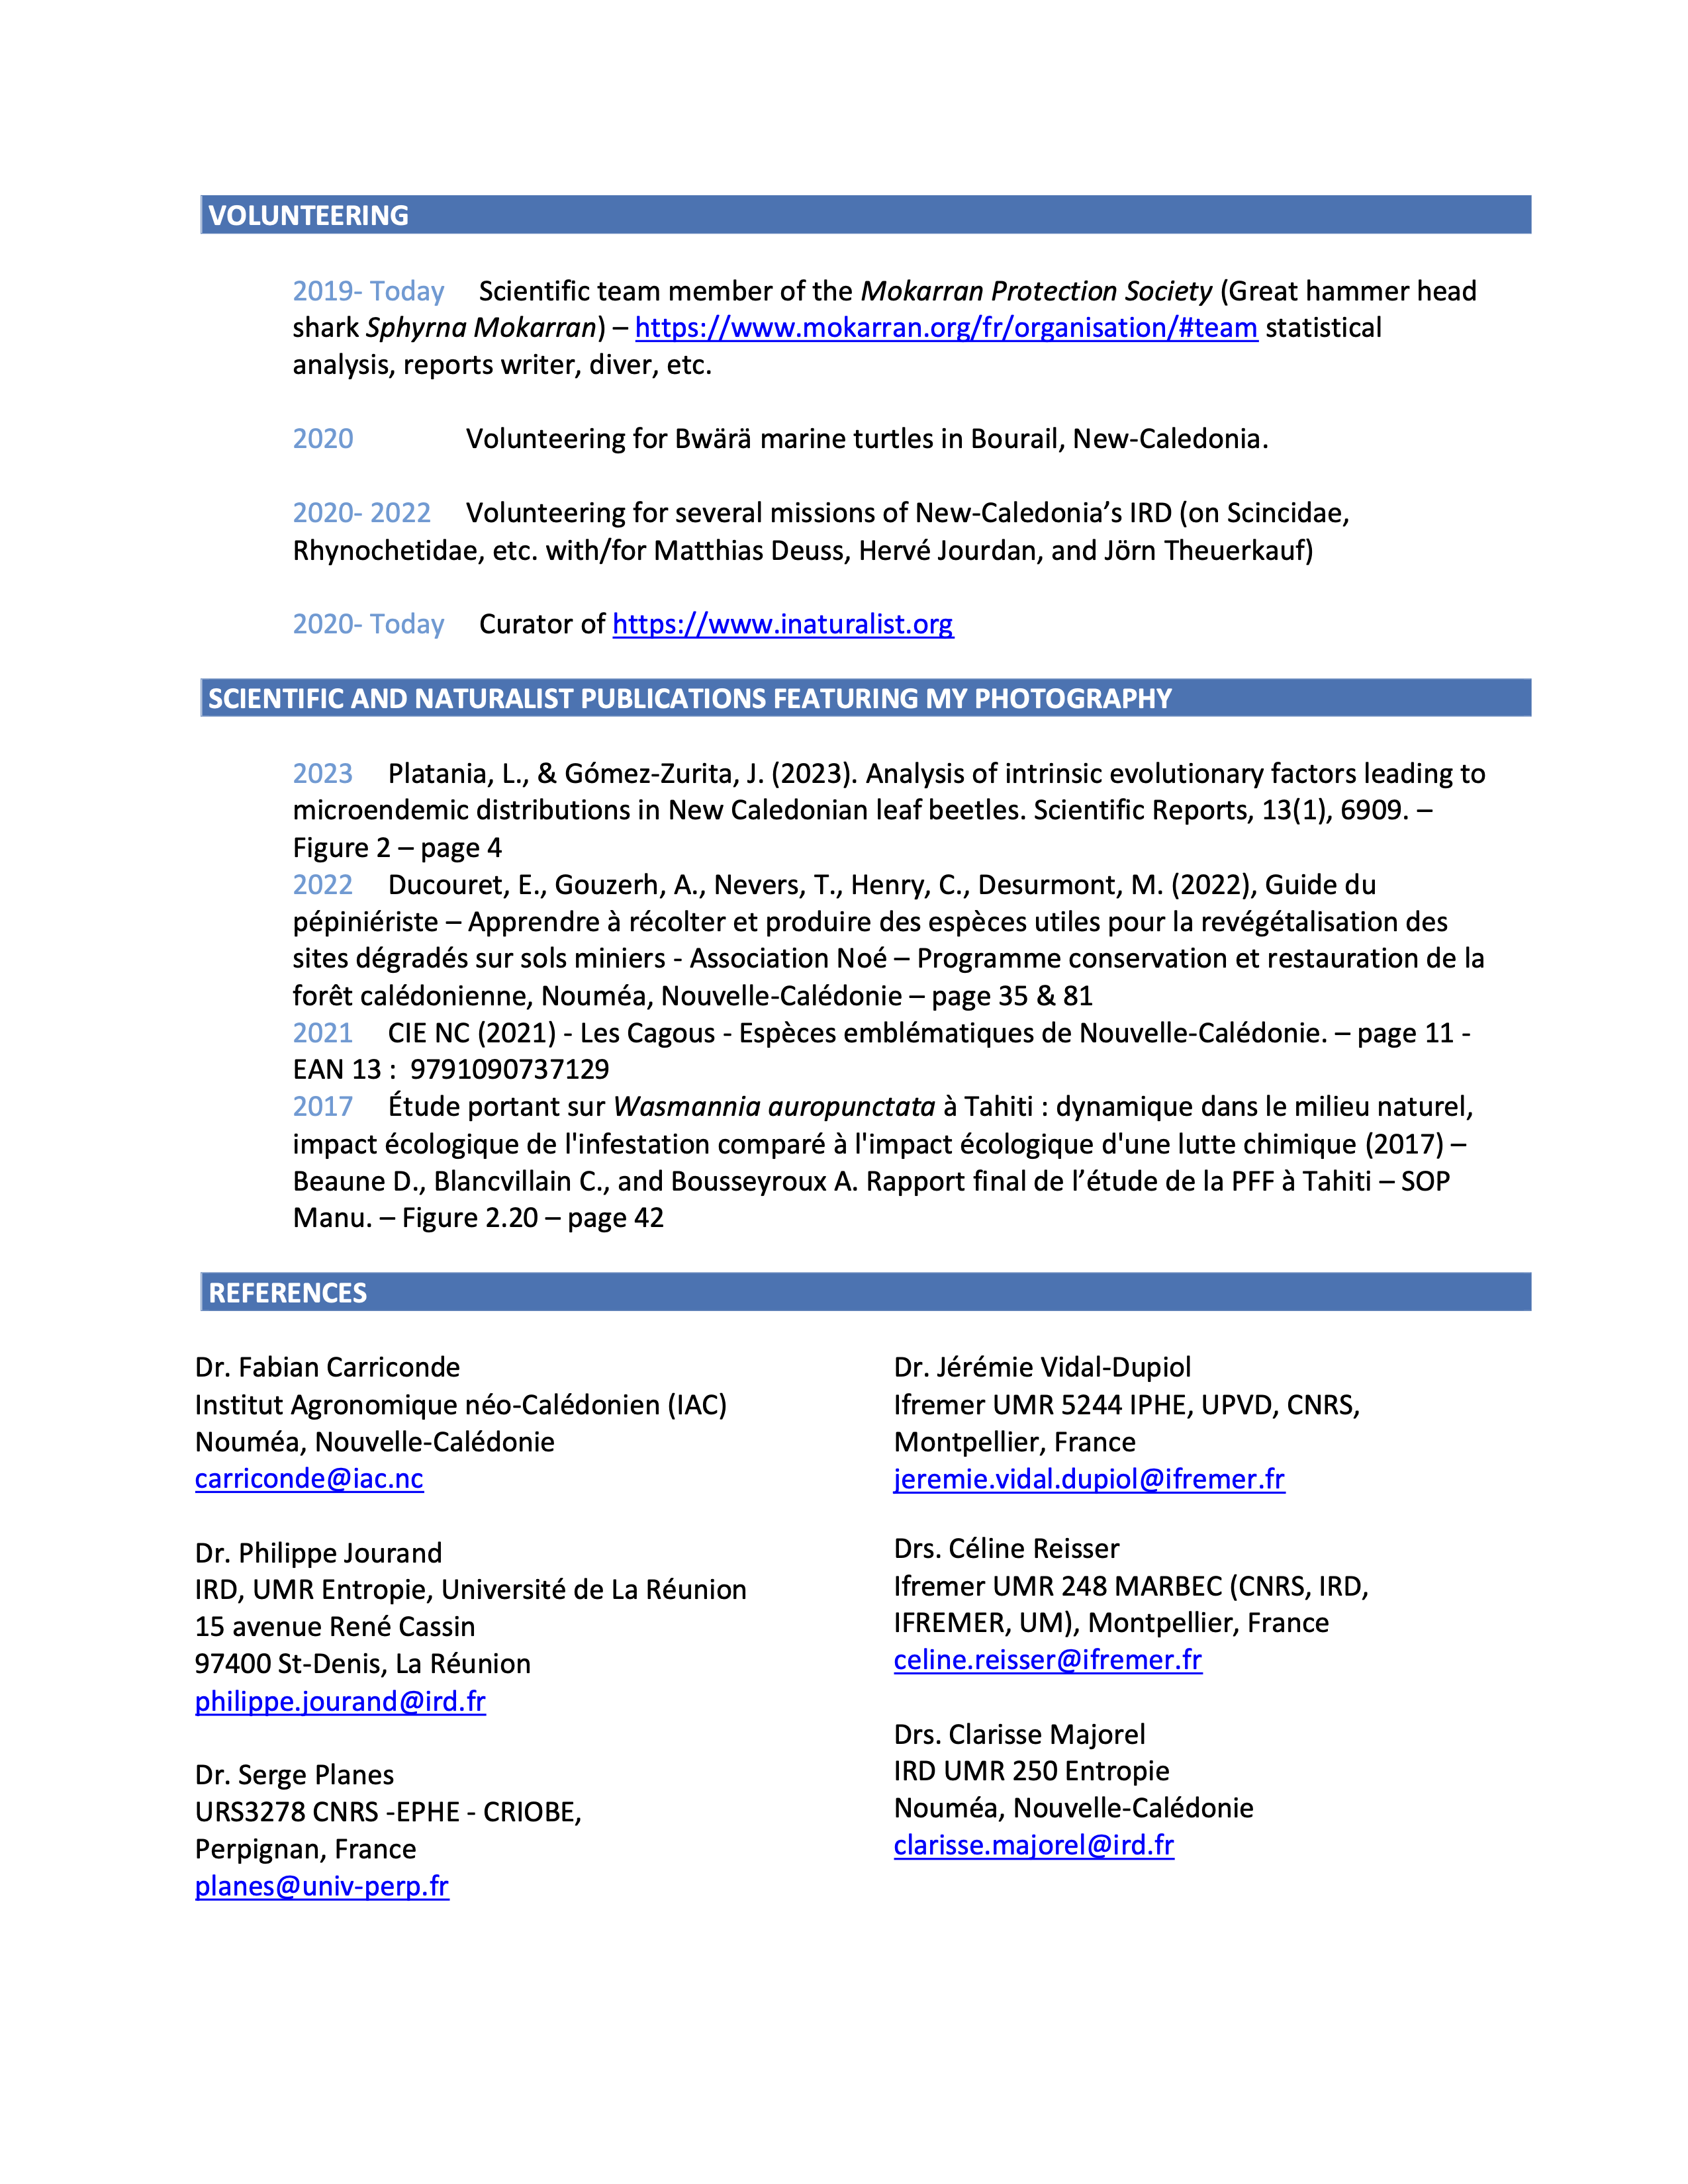 VOLUNTEERING
2019- Today Scientific team member of the Mokarran Protection Society (Great hammer head
shark Sphyrna Mokarran) – https://www.mokarran.org/fr/organisation/#team statistical
analysis, reports writer, diver, etc.
2020 Volunteering for Bwärä marine turtles in Bourail, New-Caledonia.
2020- 2022 Volunteering for several missions of New-Caledonia’s IRD (on Scincidae,
Rhynochetidae, etc. with/for Matthias Deuss, Hervé Jourdan, and Jörn Theuerkauf)
2020- Today Curator of https://www.inaturalist.org
SCIENTIFIC AND NATURALIST PUBLICATIONS FEATURING MY PHOTOGRAPHY
2023 Platania, L., & Gómez-Zurita, J. (2023). Analysis of intrinsic evolutionary factors leading to
microendemic distributions in New Caledonian leaf beetles. Scientific Reports, 13(1), 6909. –
Figure 2 – page 4
2022 Ducouret, E., Gouzerh, A., Nevers, T., Henry, C., Desurmont, M. (2022), Guide du
pépiniériste – Apprendre à récolter et produire des espèces utiles pour la revégétalisation des
sites dégradés sur sols miniers - Association Noé – Programme conservation et restauration de la
forêt calédonienne, Nouméa, Nouvelle-Calédonie – page 35 & 81
2021 CIE NC (2021) - Les Cagous - Espèces emblématiques de Nouvelle-Calédonie. – page 11 -
EAN 13 : 9791090737129
2017 Étude portant sur Wasmannia auropunctata à Tahiti : dynamique dans le milieu naturel,
impact écologique de l'infestation comparé à l'impact écologique d'une lutte chimique (2017) –
Beaune D., Blancvillain C., and Bousseyroux A. Rapport final de l’étude de la PFF à Tahiti – SOP
Manu. – Figure 2.20 – page 42
REFERENCES
Dr. Fabian Carriconde
Institut Agronomique néo-Calédonien (IAC)
Nouméa, Nouvelle-Calédonie
carriconde@iac.nc
Dr. Philippe Jourand
IRD, UMR Entropie, Université de La Réunion
15 avenue René Cassin
97400 St-Denis, La Réunion
philippe.jourand@ird.fr
Dr. Serge Planes
URS3278 CNRS -EPHE - CRIOBE,
Perpignan, France
planes@univ-perp.fr
Dr. Jérémie Vidal-Dupiol
Ifremer UMR 5244 IPHE, UPVD, CNRS,
Montpellier, France
jeremie.vidal.dupiol@ifremer.fr
Drs. Céline Reisser
Ifremer UMR 248 MARBEC (CNRS, IRD,
IFREMER, UM), Montpellier, France
celine.reisser@ifremer.fr
Drs. Clarisse Majorel
IRD UMR 250 Entropie
Nouméa, Nouvelle-Calédonie
clarisse.majorel@ird.fr